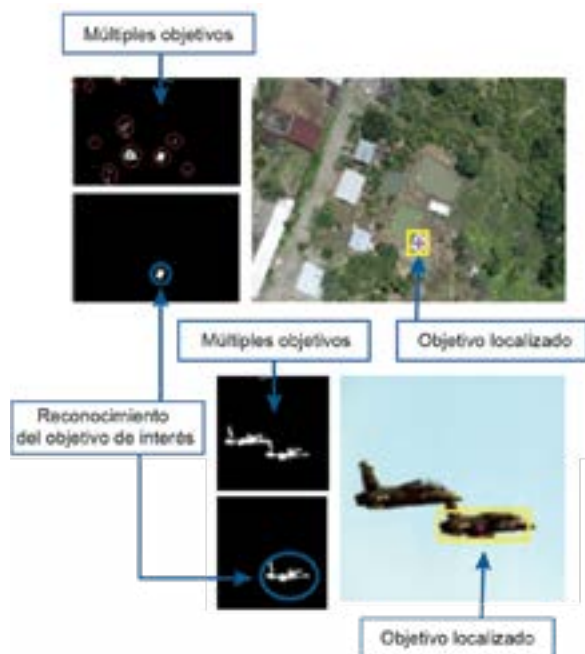 Múltiples objetivos
Múltiples objetivos
Objetivo localizado
Reconocimiento
del objetivo de interés
Objetivo localizado